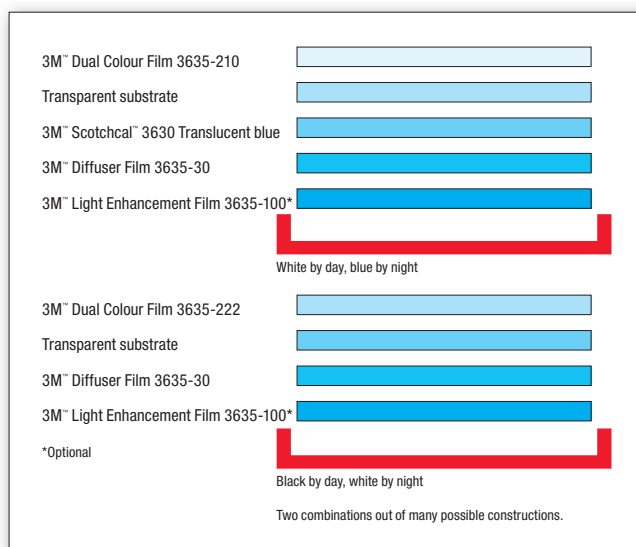 3M™ Dual Colour Film 3635-210
Transparent substrate
3M™ Scotchcal™ 3630 Translucent blue
3M™ Diffuser Film 3635-30
3M™ Light Enhancement Film 3635-100*
White by day, blue by night
3M™ Dual Colour Film 3635-222
Transparent substrate
3M™ Diffuser Film 3635-30
3M™ Light Enhancement Film 3635-100*
*Optional
Black by day, white by night
Two combinations out of many possible constructions.